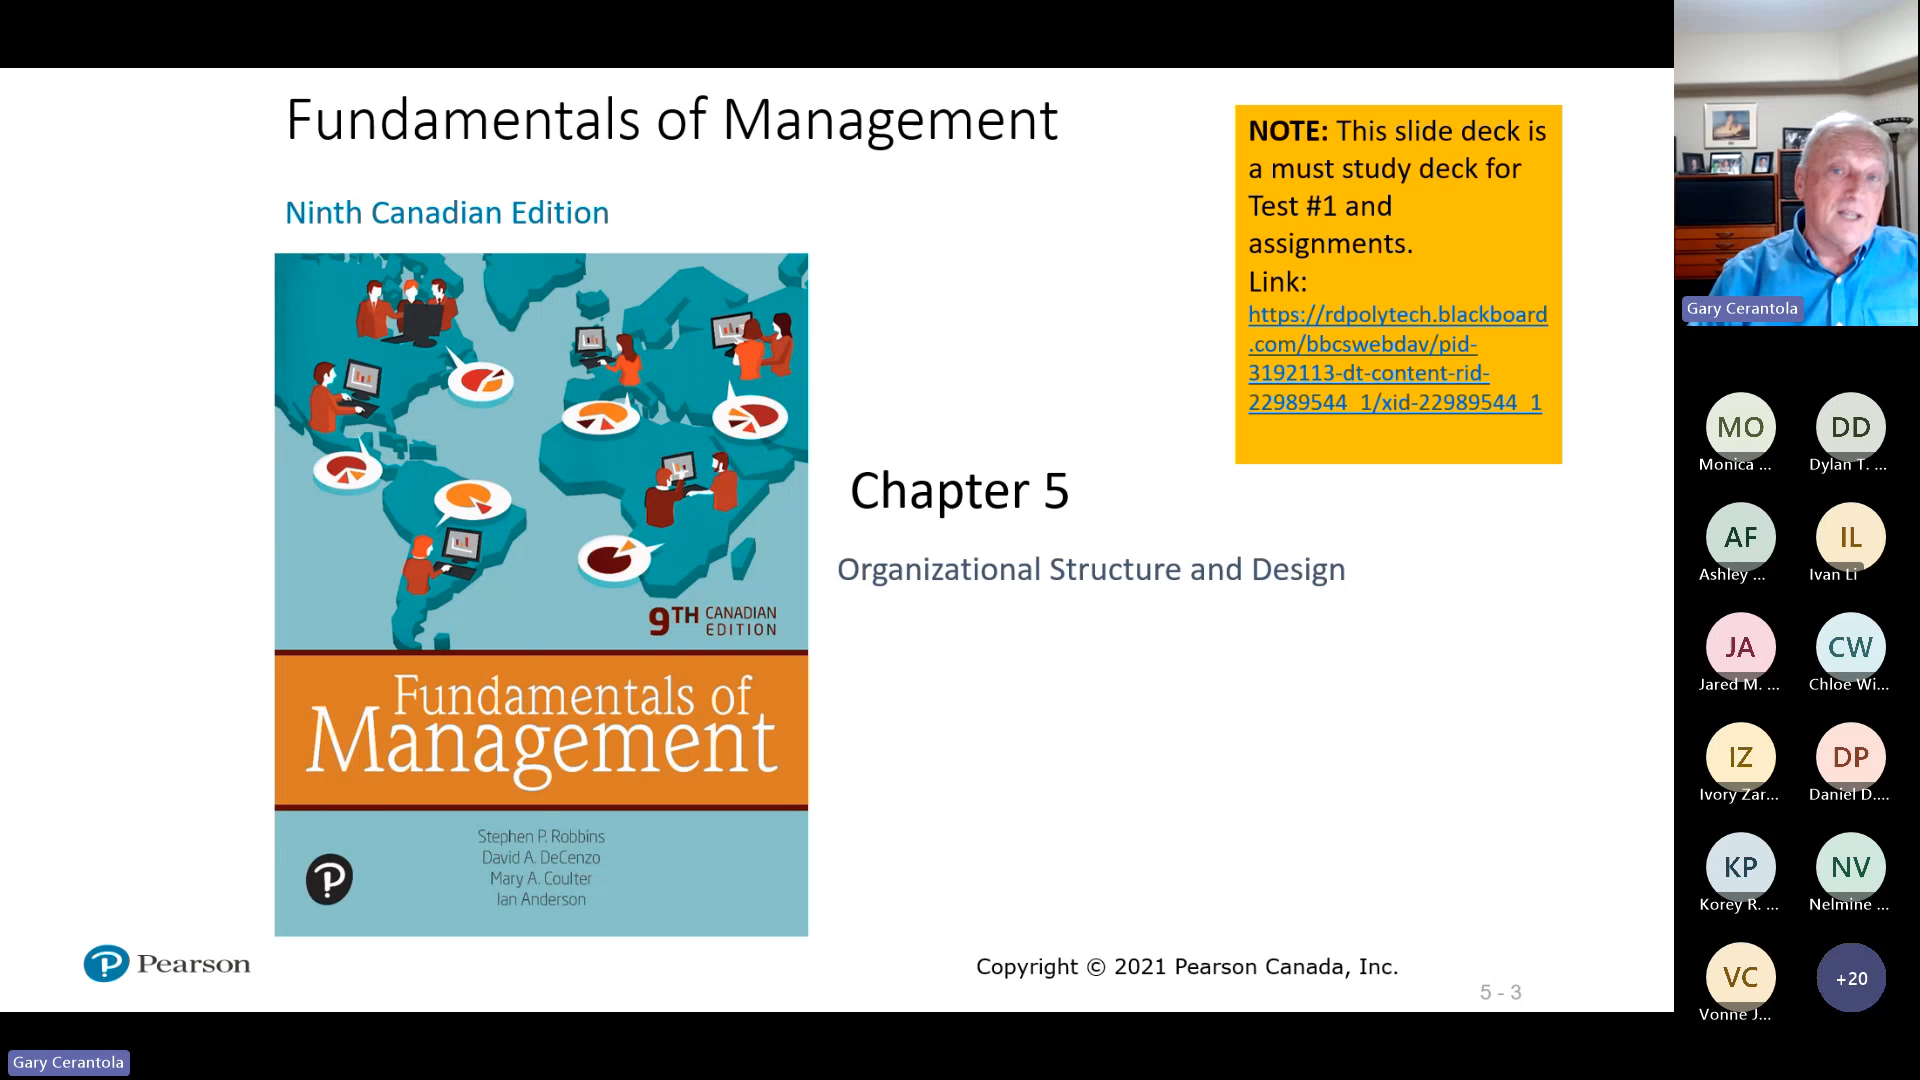 Fundamentals of Management
Ninth Canadian Edition
NOTE: This slide deck is
a must study deck for
Test #1 and
assignments.
Link:
https://rdpolytech.blackboard
.com/bbcswebdav/pid-
3192113-dt-content-rid-
22989544_1/xid-22989544_1
9TH CANADIAN
EDITION
Fundamentals of
Management
Stephen P. Robbins
David A. DeCenzo
Mary A. Coulter
Ian Anderson
Chapter 5
Organizational Structure and Design
Pearson
Copyright © 2021 Pearson Canada, Inc.
5 - 3
Gary Cerantola
Gary Cerantola
MO
Monica ...
DD
Dylan T. ...
AF
Ashley ...
IL
Ivan Li
JA
Jared M. ...
CW
Chloe Wi...
IZ
Ivory Zar...
DP
Daniel D....
KP
Korey R. ...
NV
Nelmine ...
VC
Vonne J...
+20